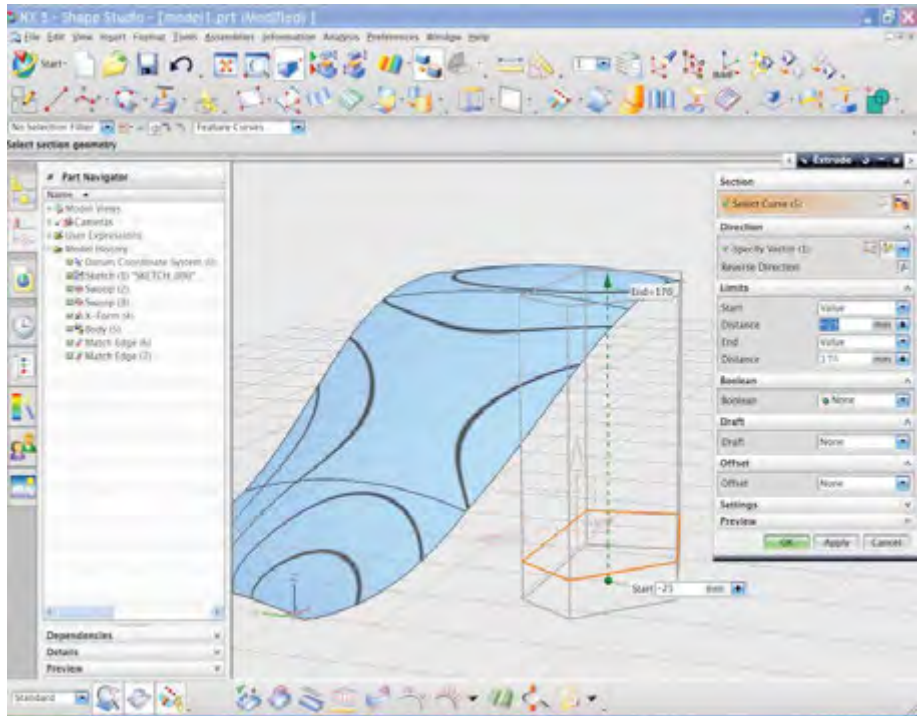 NX 5 - Shape Studio - [model1.prt (Modified) ]
File Edit View Insert Format Tools Assemblies Information Analysis Preferences Window Help
Start
No Selection Filter Feature Curves
Select section geometry
Part Navigator
Name
Model Views
Cameras
User Expressions
Model History
Datum Coordinate System (0)
Sketch (1) "SKETCH_000"
Swoop (2)
Swoop (3)
X-Form (4)
Body (5)
Match Edge (6)
Match Edge (7)
Dependencies
Details
Preview
Standard
Extrude
Section
Select Curve (5)
Direction
Specify Vector (1)
Reverse Direction
Limits
Start Value
Distance mm
End Value
Distance 170 mm
Boolean
Boolean None
Draft
Draft None
Offset
Offset None
Settings
Preview
OK Apply Cancel
End=170
Start -25 mm